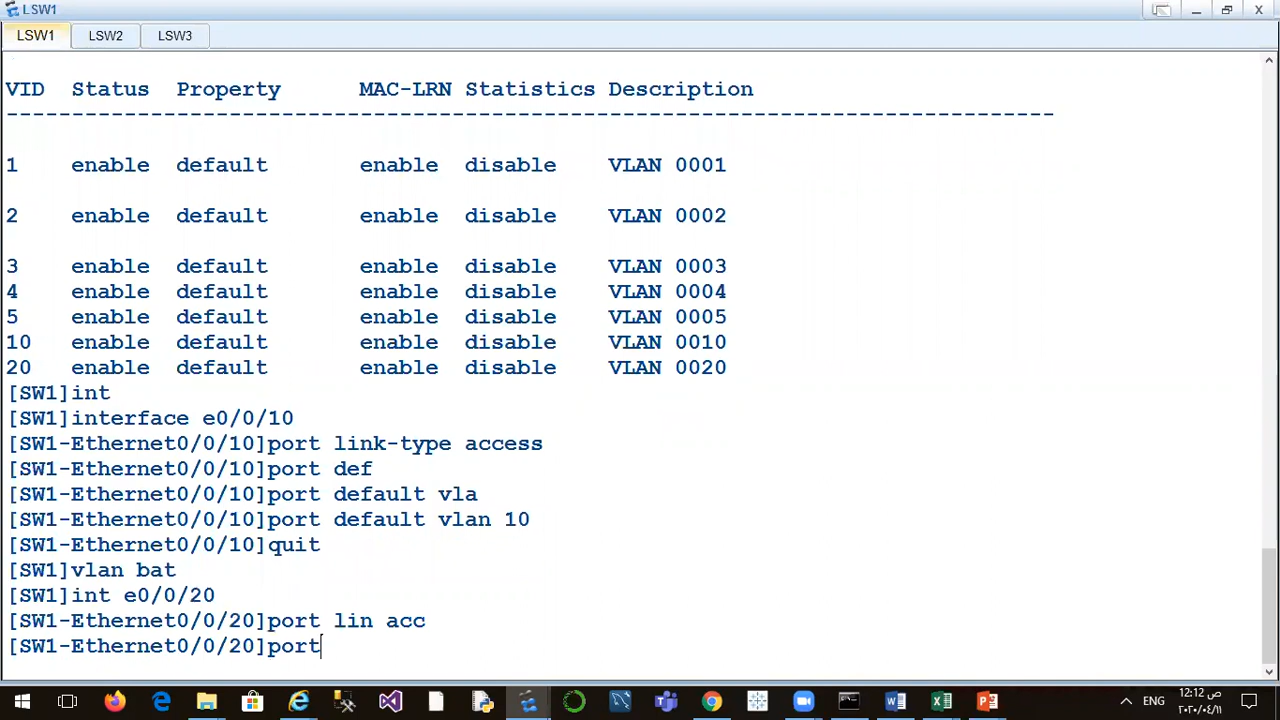 LSW1
LSW1 LSW2 LSW3
VID Status Property MAC-LRN Statistics Description
--------------------------------------------------------------------------------
1 enable default enable disable VLAN 0001
2 enable default enable disable VLAN 0002
3 enable default enable disable VLAN 0003
4 enable default enable disable VLAN 0004
5 enable default enable disable VLAN 0005
10 enable default enable disable VLAN 0010
20 enable default enable disable VLAN 0020
[SW1]int
[SW1]interface e0/0/10
[SW1-Ethernet0/0/10]port link-type access
[SW1-Ethernet0/0/10]port def
[SW1-Ethernet0/0/10]port default vla
[SW1-Ethernet0/0/10]port default vlan 10
[SW1-Ethernet0/0/10]quit
[SW1]vlan bat
[SW1]int e0/0/20
[SW1-Ethernet0/0/20]port lin acc
[SW1-Ethernet0/0/20]port
ENG
12:12 ص
٢٠٢٠/٠٤/١١